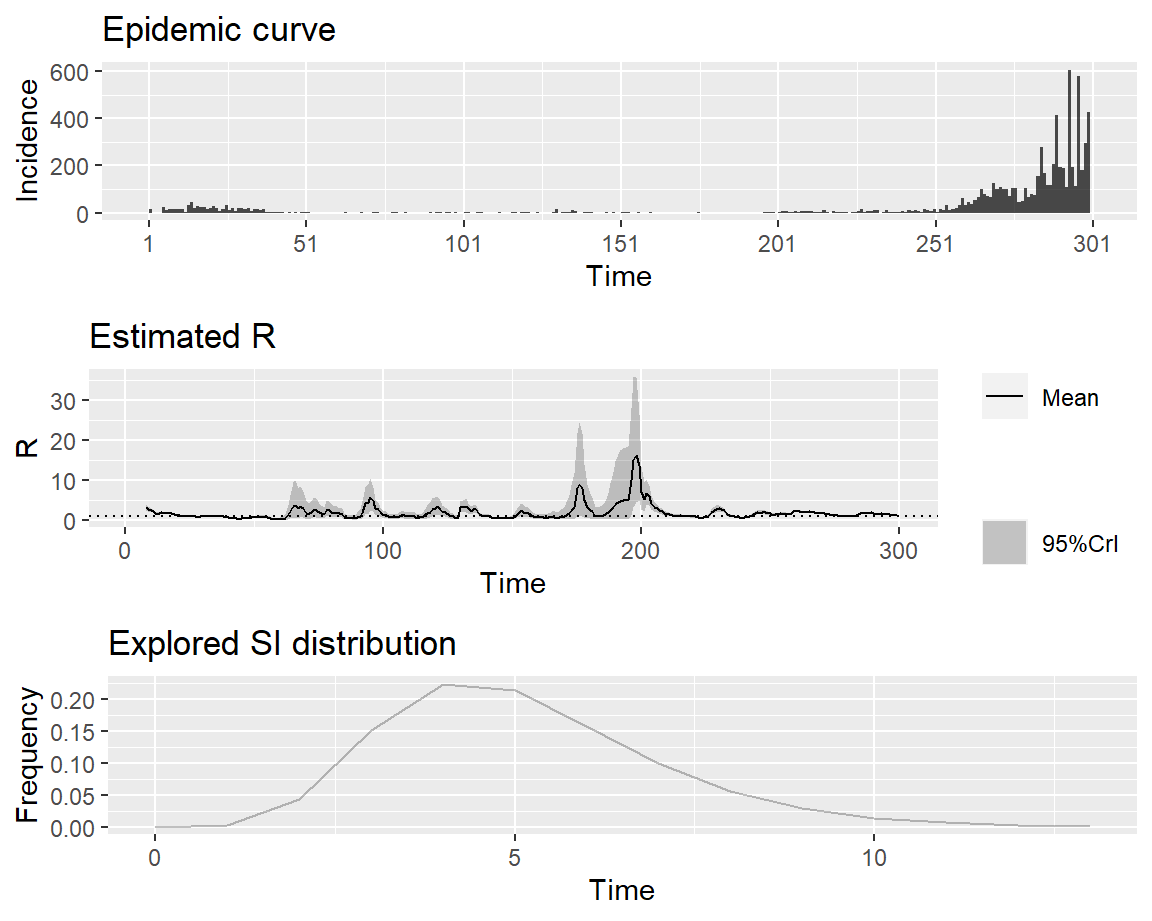 Epidemic curve
600
400
200
0
Incidence
1 51 101 151 201 251 301
Time
Estimated R
30
20
10
0
R
0 100 200 300
Time
Mean
95%CrI
Explored SI distribution
0.20
0.15
0.10
0.05
0.00
Frequency
0 5 10
Time